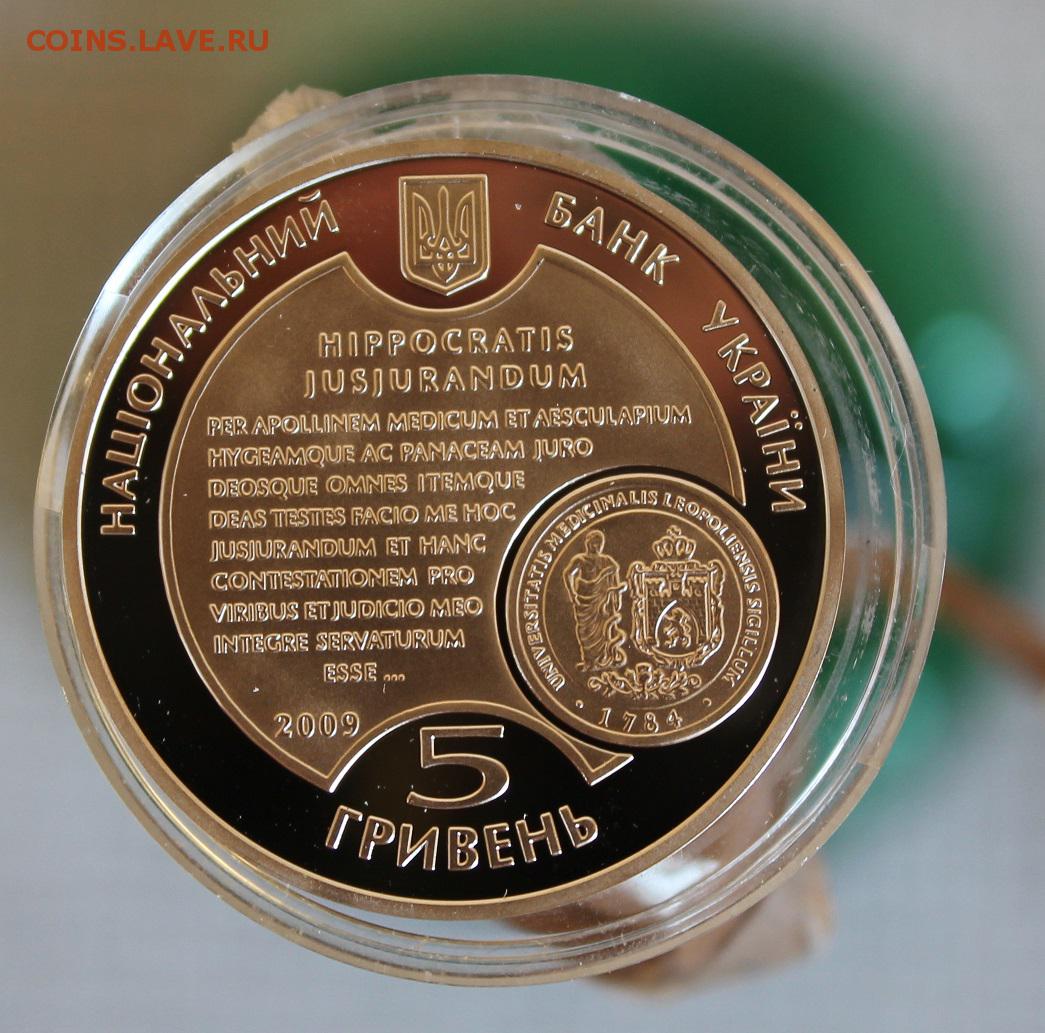 COINS.LAVE.RU
НАЦІОНАЛЬНИЙ БАНК УКРАЇНИ
HIPPOCRATIS
JUSJURANDUM
PER APOLLINEM MEDICUM ET AESCULAPIUM
HYGEAMQUE AC PANACEAM JURO
DEOSQUE OMNES ITEMQUE
DEAS TESTES FACIO ME HOC
JUSJURANDUM ET HANC
CONTESTATIONEM PRO
VIRIBUS ET JUDICIO MEO
INTEGRE SERVATURUM
ESSE ...
UNIVERSITATIS MEDICINALIS LEOPOLIENSIS SIGILLUM
· 1784 ·
2009
5
ГРИВЕНЬ